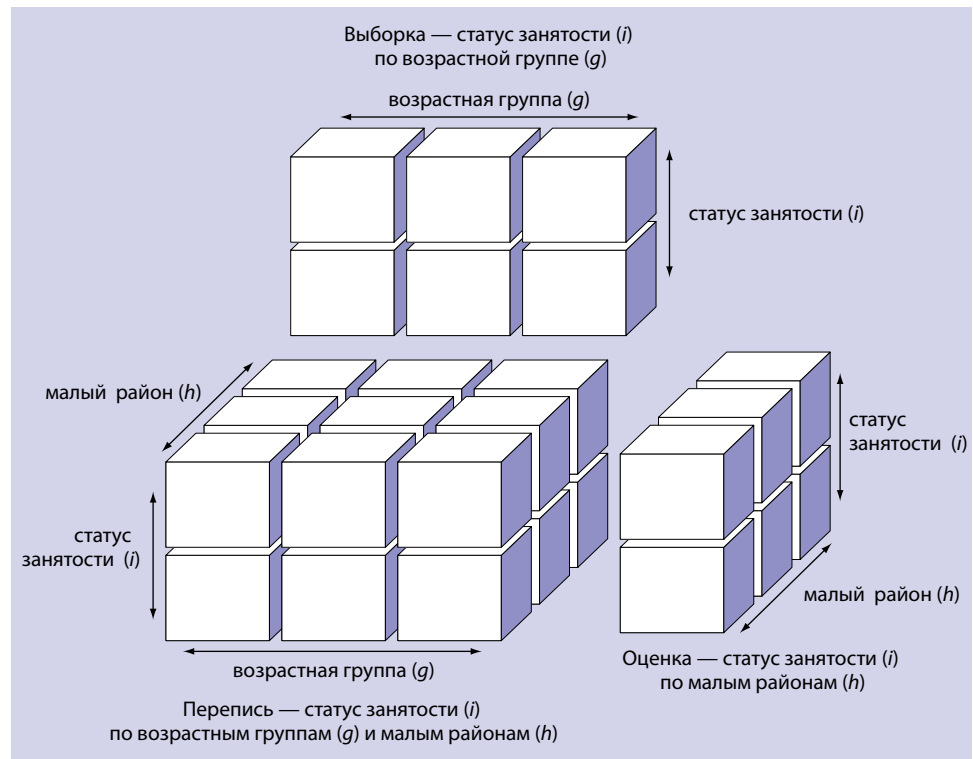 Выборка — статус занятости (i)
по возрастной группе (g)
возрастная группа (g)
статус занятости (i)
малый район (h)
статус
занятости (i)
возрастная группа (g)
Перепись — статус занятости (i)
по возрастным группам (g) и малым районам (h)
статус
занятости (i)
малый район (h)
Оценка — статус занятости (i)
по малым районам (h)